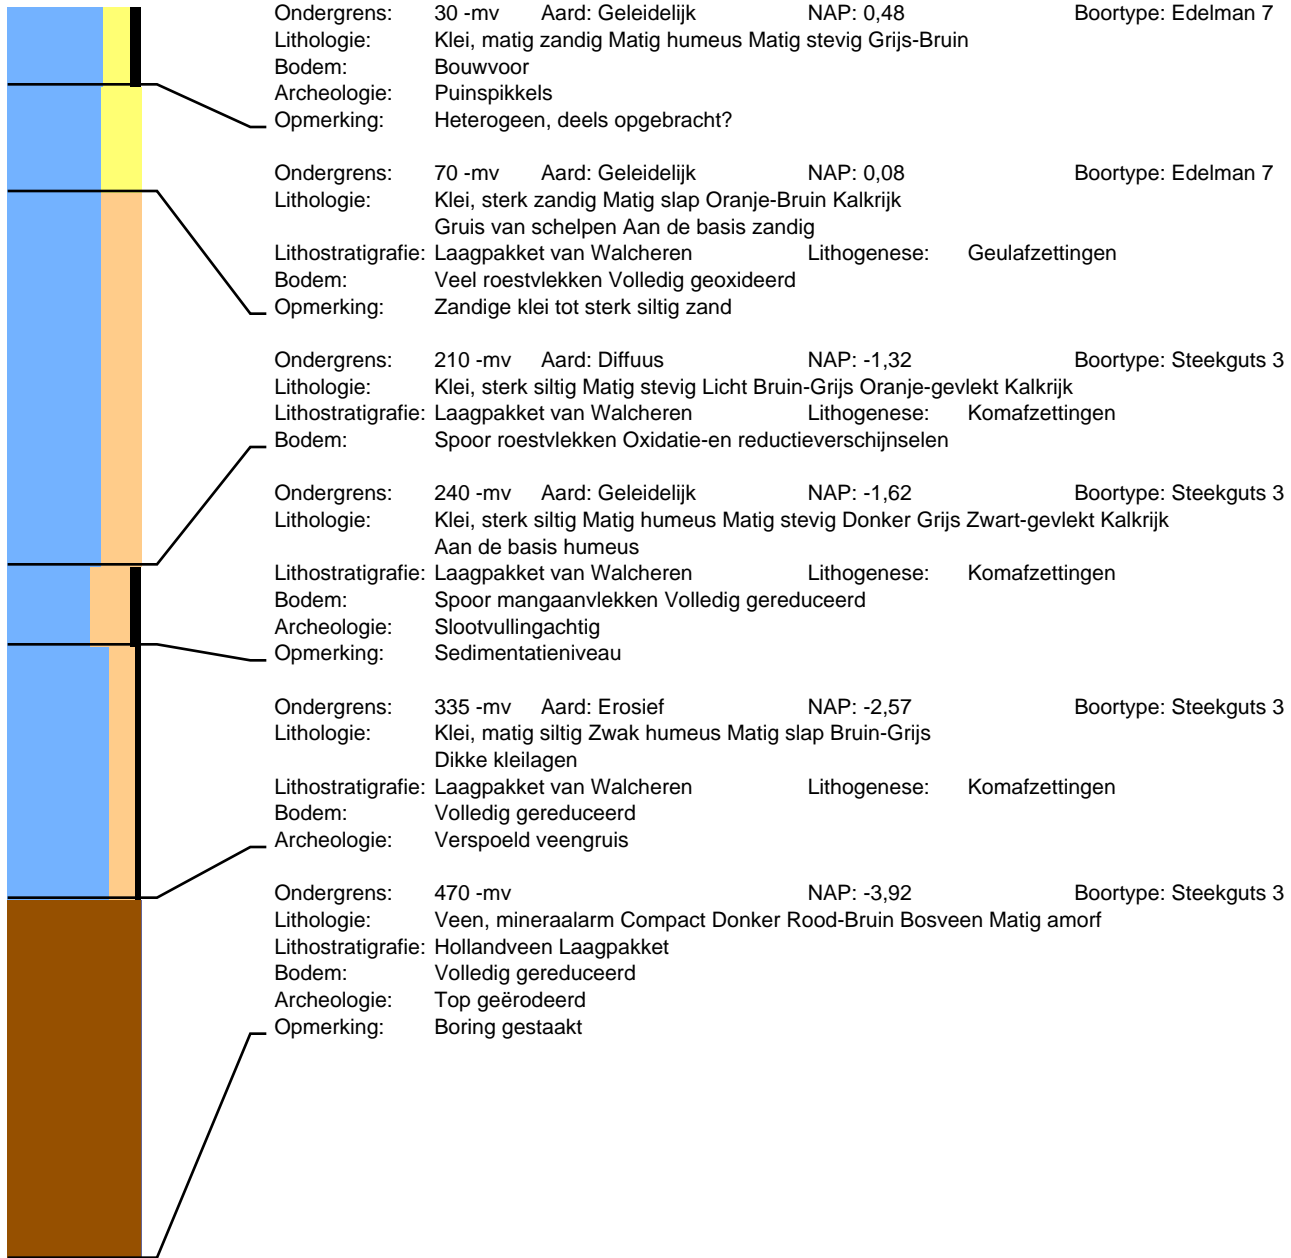 Ondergrens: 30 -mv Aard: Geleidelijk NAP: 0,48 Boortype: Edelman 7
Lithologie: Klei, matig zandig Matig humeus Matig stevig Grijs-Bruin
Bodem: Bouwvoor
Archeologie: Puinspikkels
Opmerking: Heterogeen, deels opgebracht?
Ondergrens: 70 -mv Aard: Geleidelijk NAP: 0,08 Boortype: Edelman 7
Lithologie: Klei, sterk zandig Matig slap Oranje-Bruin Kalkrijk
Gruis van schelpen Aan de basis zandig
Lithostratigrafie: Laagpakket van Walcheren Lithogenese: Geulafzettingen
Bodem: Veel roestvlekken Volledig geoxideerd
Opmerking: Zandige klei tot sterk siltig zand
Ondergrens: 210 -mv Aard: Diffuus NAP: -1,32 Boortype: Steekguts 3
Lithologie: Klei, sterk siltig Matig stevig Licht Bruin-Grijs Oranje-gevlekt Kalkrijk
Lithostratigrafie: Laagpakket van Walcheren Lithogenese: Komafzettingen
Bodem: Spoor roestvlekken Oxidatie-en reductieverschijnselen
Ondergrens: 240 -mv Aard: Geleidelijk NAP: -1,62 Boortype: Steekguts 3
Lithologie: Klei, sterk siltig Matig humeus Matig stevig Donker Grijs Zwart-gevlekt Kalkrijk
Aan de basis humeus
Lithostratigrafie: Laagpakket van Walcheren Lithogenese: Komafzettingen
Bodem: Spoor mangaanvlekken Volledig gereduceerd
Archeologie: Slootvullingachtig
Opmerking: Sedimentatieniveau
Ondergrens: 335 -mv Aard: Erosief NAP: -2,57 Boortype: Steekguts 3
Lithologie: Klei, matig siltig Zwak humeus Matig slap Bruin-Grijs
Dikke kleilagen
Lithostratigrafie: Laagpakket van Walcheren Lithogenese: Komafzettingen
Bodem: Volledig gereduceerd
Archeologie: Verspoeld veengruis
Ondergrens: 470 -mv NAP: -3,92 Boortype: Steekguts 3
Lithologie: Veen, mineraalarm Compact Donker Rood-Bruin Bosveen Matig amorf
Lithostratigrafie: Hollandveen Laagpakket
Bodem: Volledig gereduceerd
Archeologie: Top geërodeerd
Opmerking: Boring gestaakt